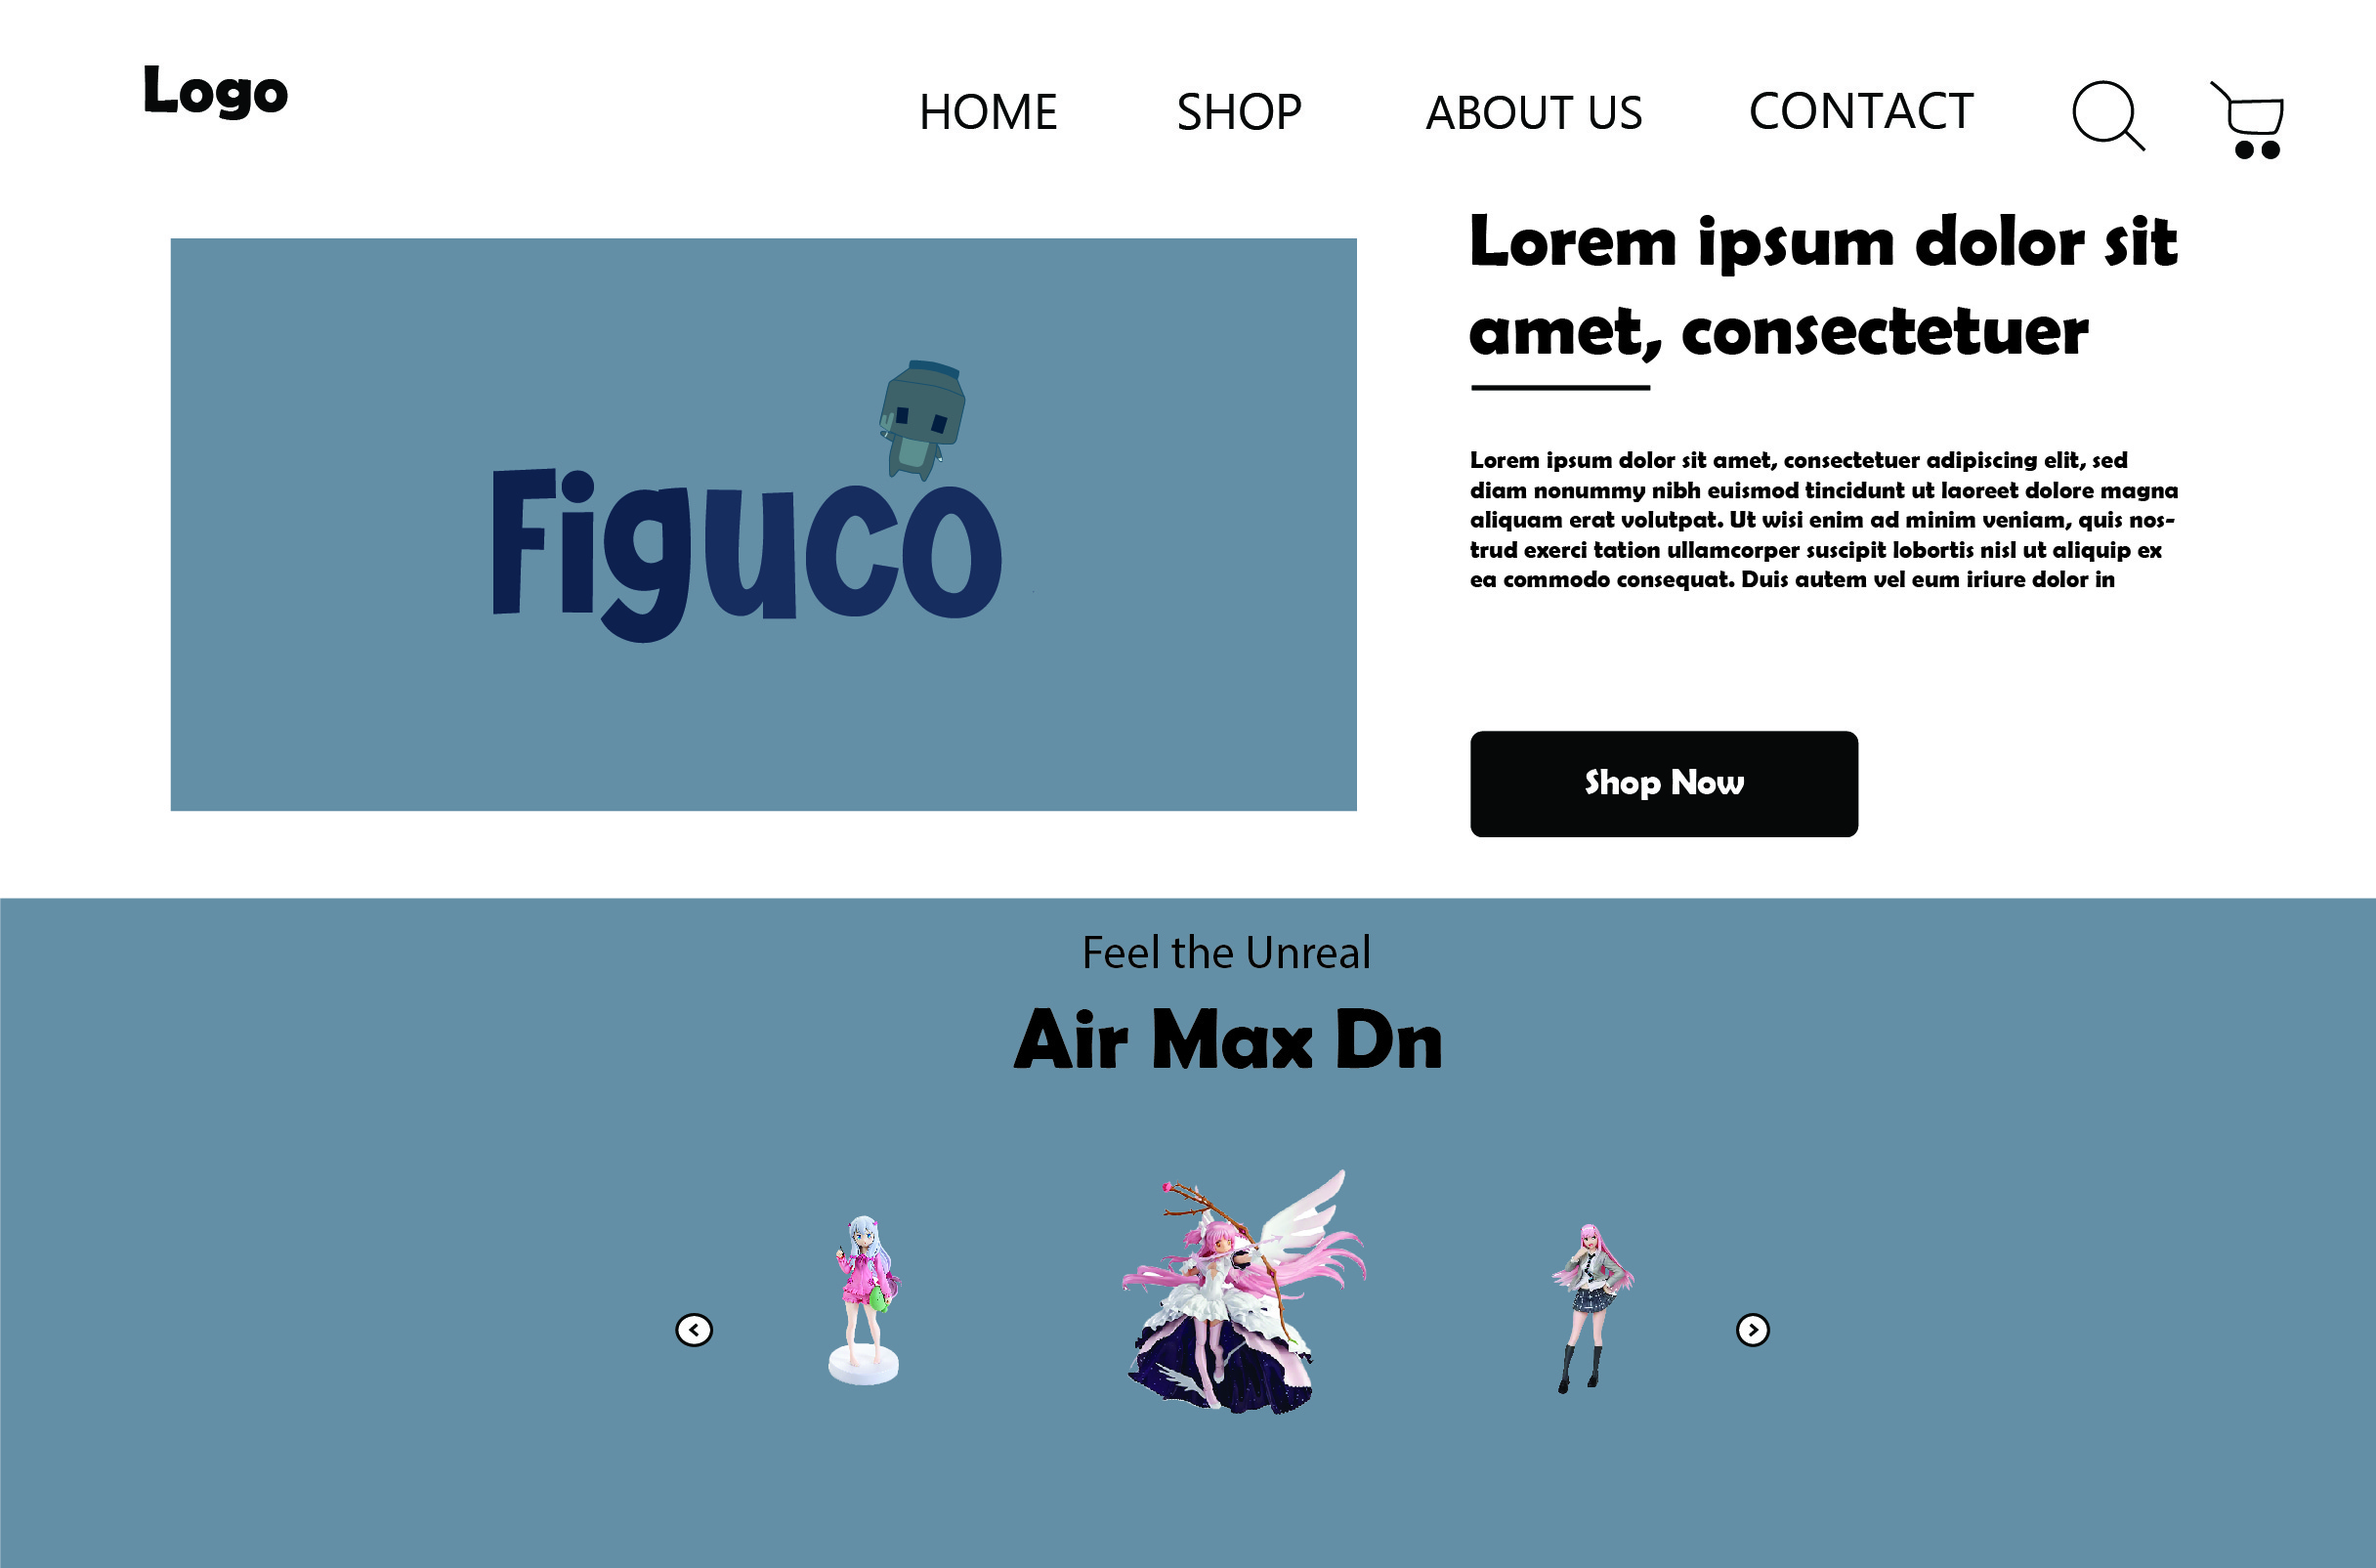 Logo
HOME
SHOP
ABOUT US
CONTACT
Figuco
Lorem ipsum dolor sit
amet, consectetuer
Lorem ipsum dolor sit amet, consectetuer adipiscing elit, sed
diam nonummy nibh euismod tincidunt ut laoreet dolore magna
aliquam erat volutpat. Ut wisi enim ad minim veniam, quis nos-
trud exerci tation ullamcorper suscipit lobortis nisl ut aliquip ex
ea commodo consequat. Duis autem vel eum iriure dolor in
Shop Now
Feel the Unreal
Air Max Dn